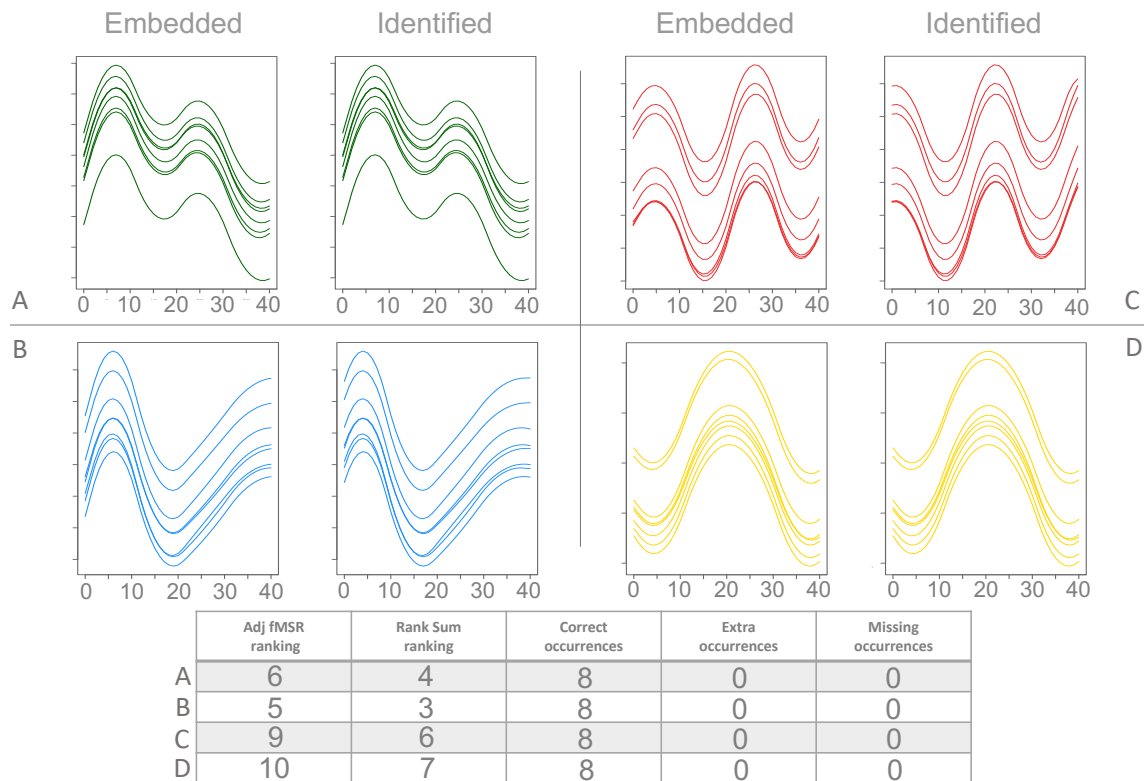 Embedded Identified Embedded Identified
0 10 20 30 40 0 10 20 30 40 0 10 20 30 40 0 10 20 30 40
A C
B D
0 10 20 30 40 0 10 20 30 40 0 10 20 30 40 0 10 20 30 40
Adj fMSR ranking Rank Sum ranking Correct occurrences Extra occurrences Missing occurrences
A 6 4 8 0 0
B 5 3 8 0 0
C 9 6 8 0 0
D 10 7 8 0 0